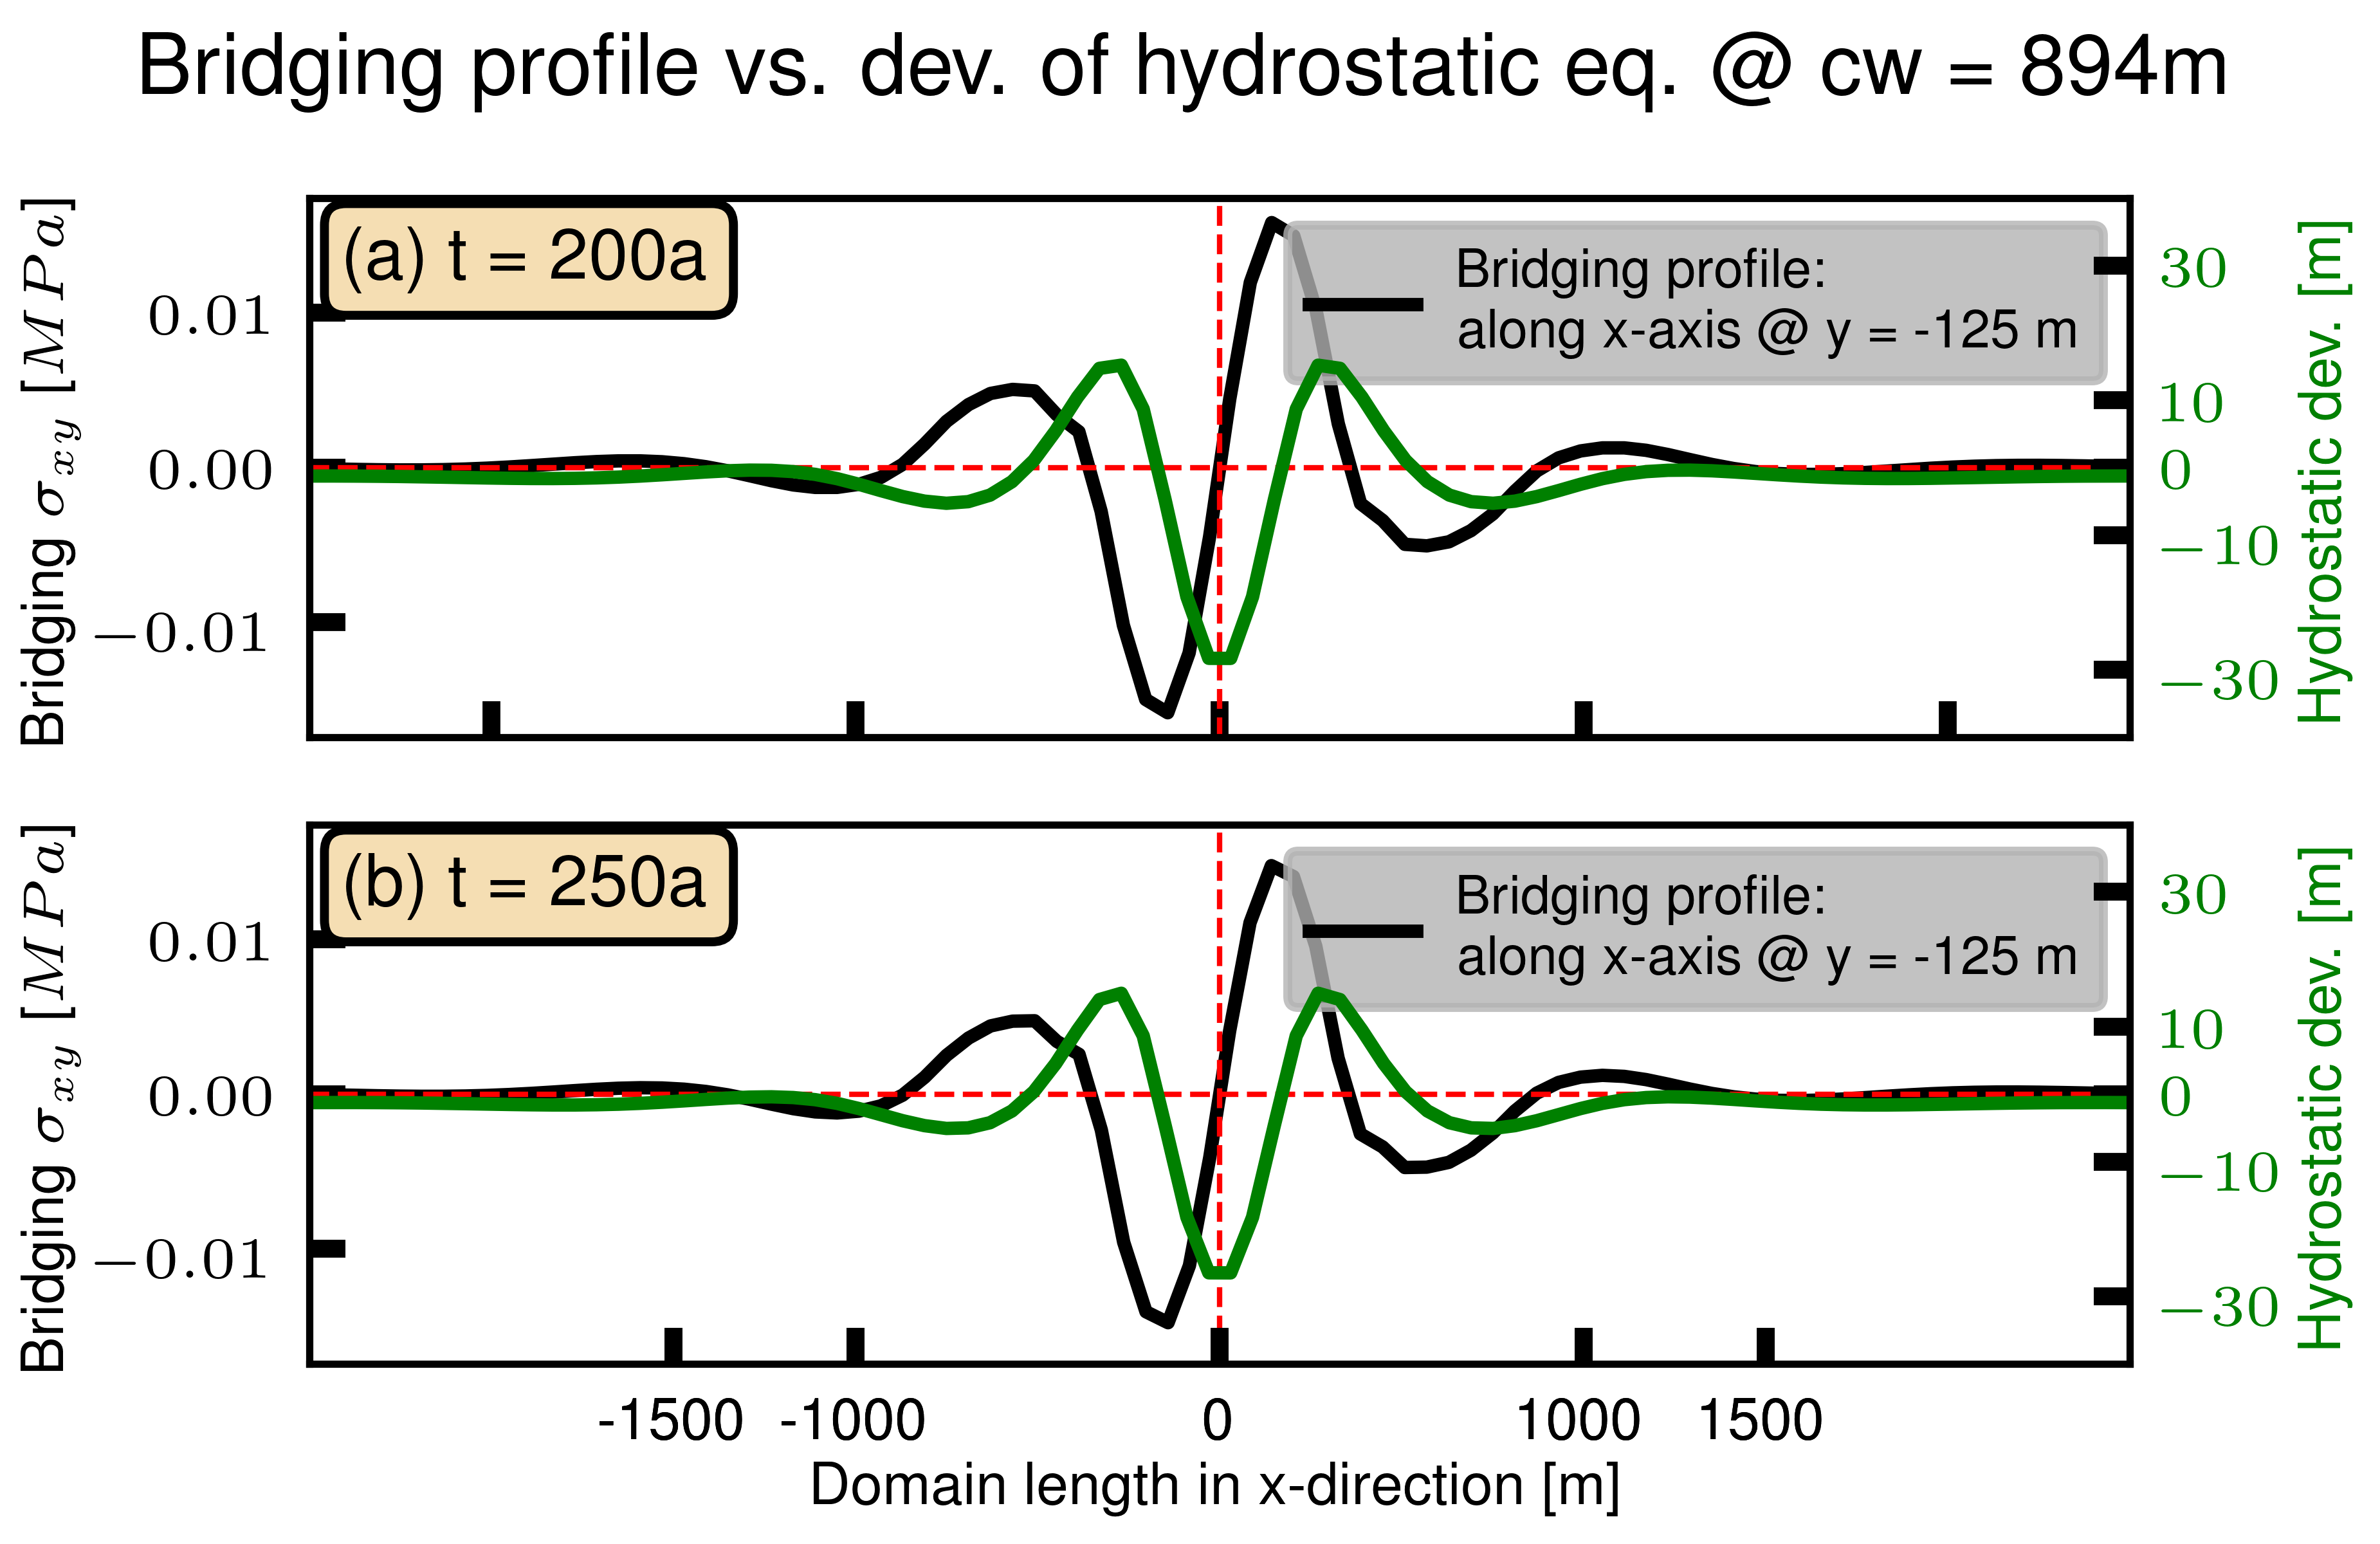 Bridging profile vs. dev. of hydrostatic eq. @ cw = 894m
Bridging σxy [MPa]
(a) t = 200a
Bridging profile:
along x-axis @ y = -125 m
0.01
0.00
−0.01
30
10
0
−10
−30
Hydrostatic dev. [m]
Bridging σxy [MPa]
(b) t = 250a
Bridging profile:
along x-axis @ y = -125 m
0.01
0.00
−0.01
30
10
0
−10
−30
Hydrostatic dev. [m]
-1500 -1000 0 1000 1500
Domain length in x-direction [m]